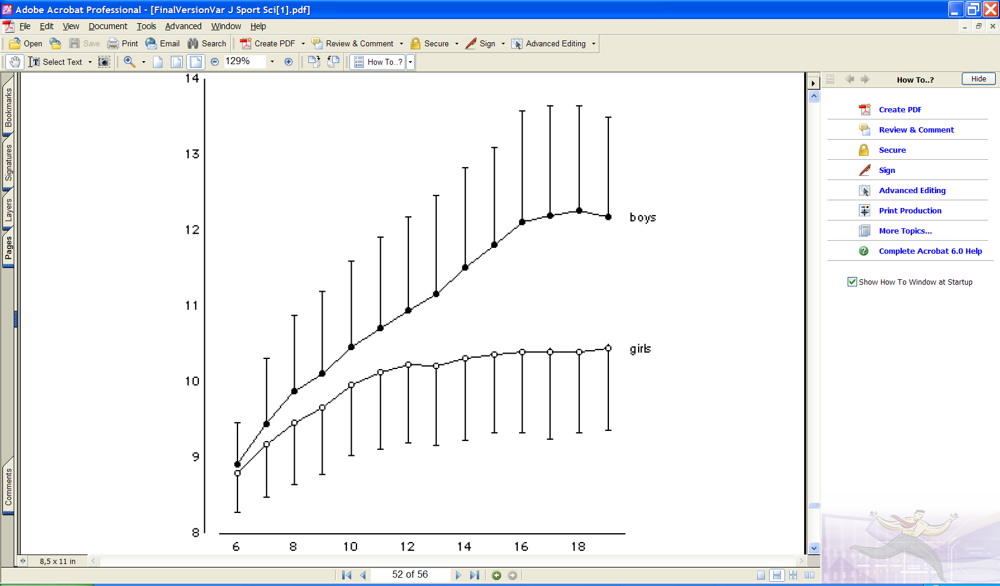 Adobe Acrobat Professional - [FinalVersionVar J Sport Sci[1].pdf]
File Edit View Document Tools Advanced Window Help
Open Save Print Email Search Create PDF Review & Comment Secure Sign Advanced Editing
Select Text 129% How To..?
How To..? Hide
Bookmarks
Signatures
Layers
Pages
Comments
14
13
12
11
10
9
8
boys
girls
6 8 10 12 14 16 18
Create PDF
Review & Comment
Secure
Sign
Advanced Editing
Print Production
More Topics...
Complete Acrobat 6.0 Help
Show How To Window at Startup
8,5 x 11 in
52 of 56